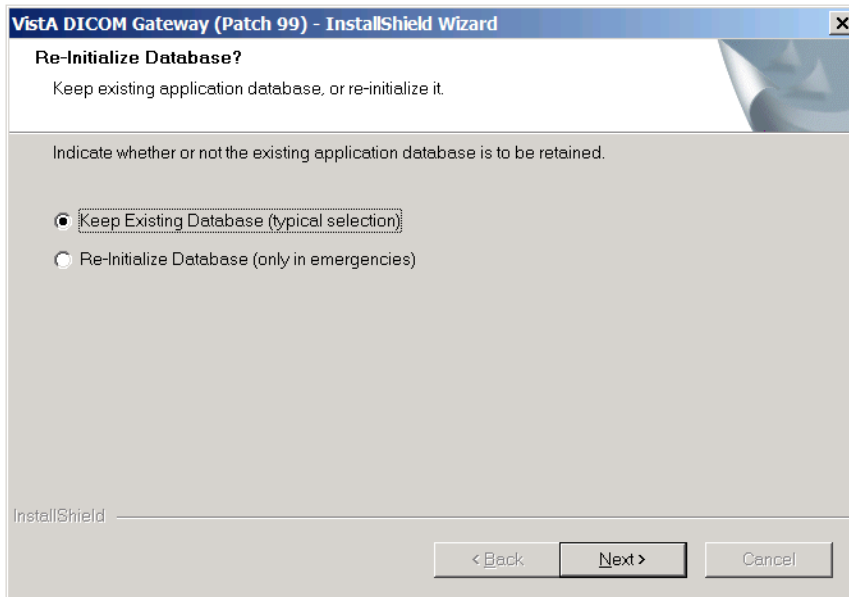 VistA DICOM Gateway (Patch 99) - InstallShield Wizard
Re-Initialize Database?
Keep existing application database, or re-initialize it.
Indicate whether or not the existing application database is to be retained.
Keep Existing Database (typical selection)
Re-Initialize Database (only in emergencies)
InstallShield
< Back
Next >
Cancel